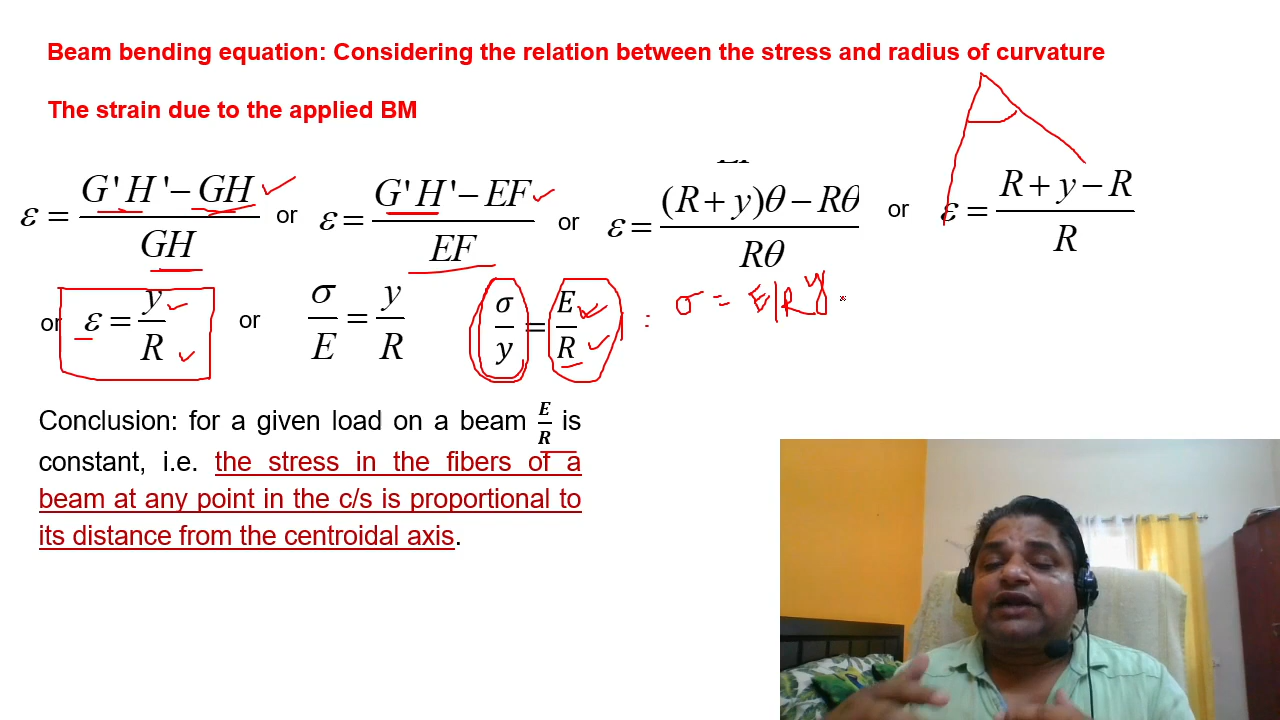 Beam bending equation: Considering the relation between the stress and radius of curvature
The strain due to the applied BM
ε = (G'H'−GH)/GH or ε = (G'H'−EF)/EF or ε = ((R+y)θ−Rθ)/Rθ or ε = (R+y−R)/R
or ε = y/R or σ/E = y/R σ/y = E/R : σ = E/R y
Conclusion: for a given load on a beam E/R is
constant, i.e. the stress in the fibers of a
beam at any point in the c/s is proportional to
its distance from the centroidal axis.